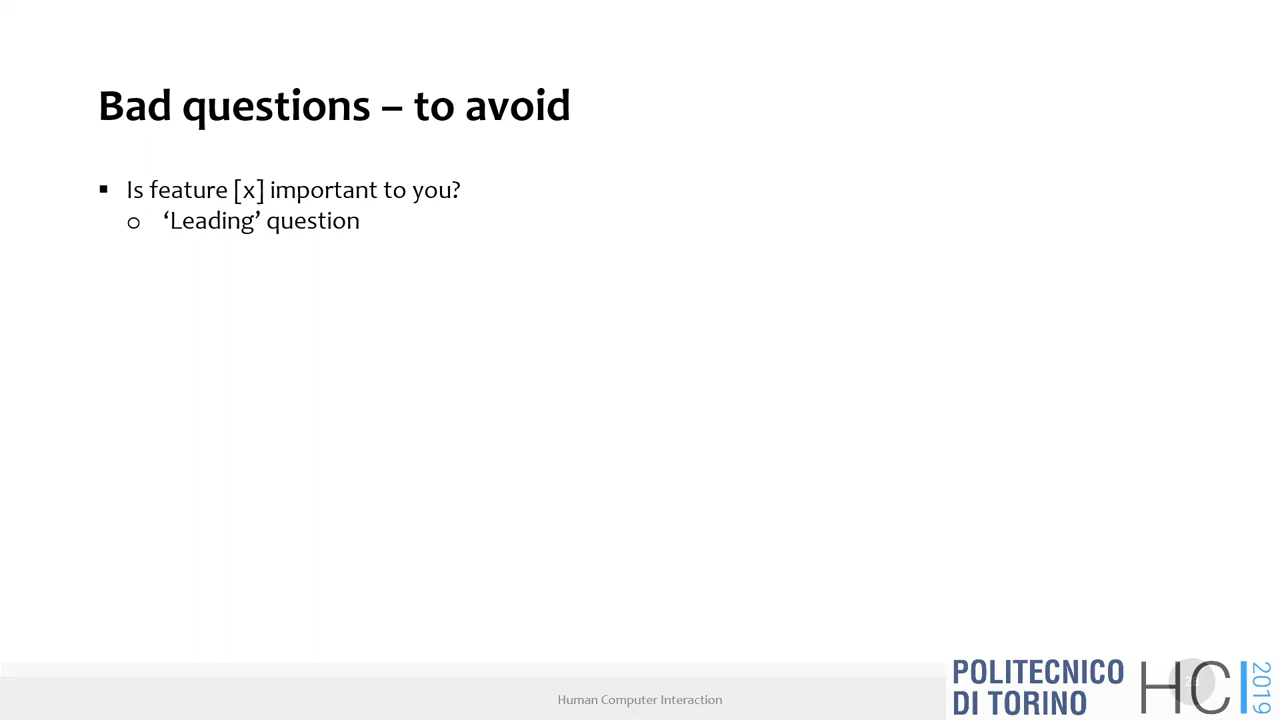 Bad questions – to avoid
▪ Is feature [x] important to you?
o ‘Leading’ question
Human Computer Interaction
POLITECNICO
DI TORINO
HCI
2019